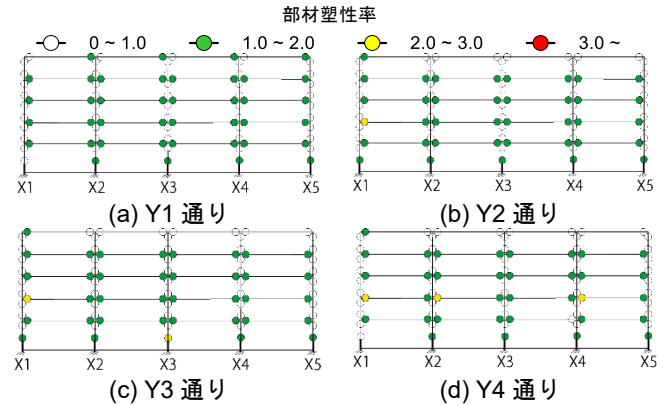 部材塑性率
0 ~ 1.0 1.0 ~ 2.0 2.0 ~ 3.0 3.0 ~
X1 X2 X3 X4 X5 X1 X2 X3 X4 X5
(a) Y1 通り (b) Y2 通り
X1 X2 X3 X4 X5 X1 X2 X3 X4 X5
(c) Y3 通り (d) Y4 通り